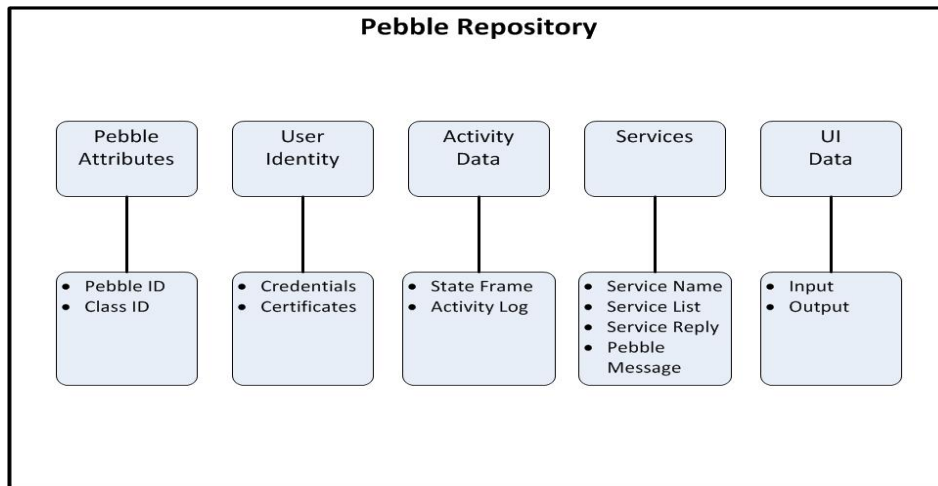 Pebble Repository
Pebble
Attributes
User
Identity
Activity
Data
Services
UI
Data
• Pebble ID
• Class ID
• Credentials
• Certificates
• State Frame
• Activity Log
• Service Name
• Service List
• Service Reply
• Pebble
Message
• Input
• Output